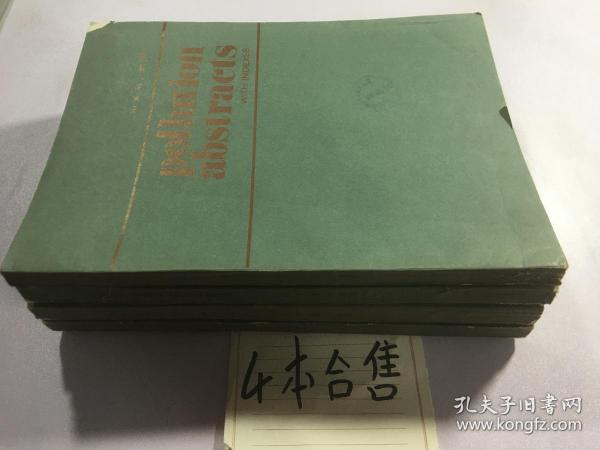 pollution
abstracts
WITH INDEXES
4本合售
孔夫子旧书网
www.kongfz.com